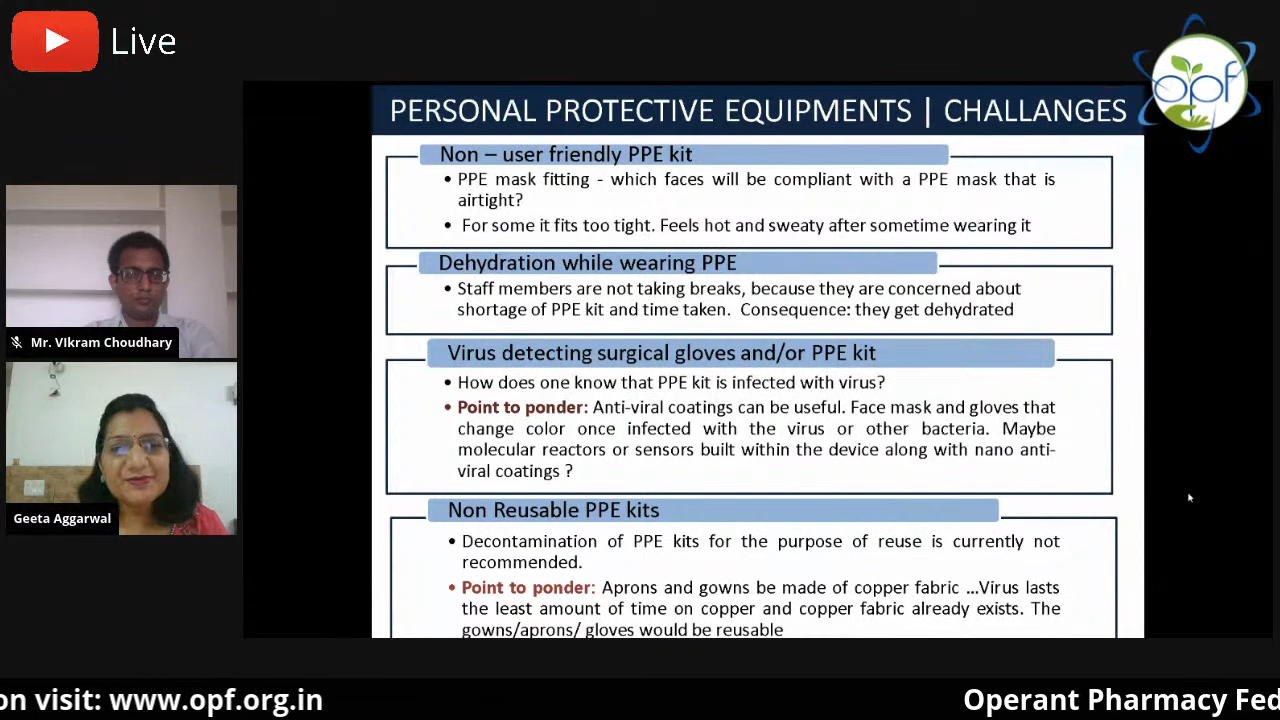 Live
opf
PERSONAL PROTECTIVE EQUIPMENTS | CHALLANGES
Non – user friendly PPE kit
• PPE mask fitting - which faces will be compliant with a PPE mask that is
airtight?
• For some it fits too tight. Feels hot and sweaty after sometime wearing it
Dehydration while wearing PPE
• Staff members are not taking breaks, because they are concerned about
shortage of PPE kit and time taken. Consequence: they get dehydrated
Virus detecting surgical gloves and/or PPE kit
• How does one know that PPE kit is infected with virus?
• Point to ponder: Anti-viral coatings can be useful. Face mask and gloves that
change color once infected with the virus or other bacteria. Maybe
molecular reactors or sensors built within the device along with nano anti-
viral coatings ?
Non Reusable PPE kits
• Decontamination of PPE kits for the purpose of reuse is currently not
recommended.
• Point to ponder: Aprons and gowns be made of copper fabric ...Virus lasts
the least amount of time on copper and copper fabric already exists. The
gowns/aprons/ gloves would be reusable
Mr. VIkram Choudhary
Geeta Aggarwal
on visit: www.opf.org.in
Operant Pharmacy Fed